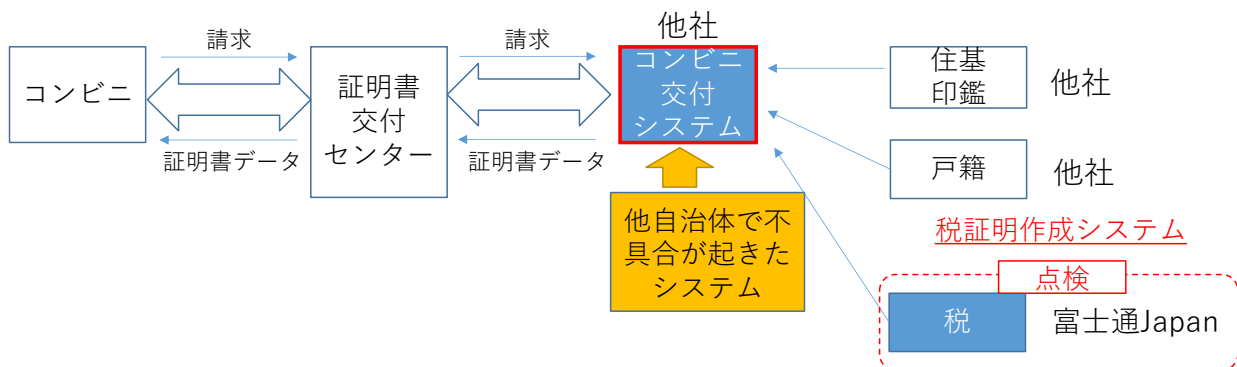 他社
請求
請求
コンビニ
証明書
交付
センター
コンビニ
交付
システム
住基
印鑑
他社
証明書データ
証明書データ
戸籍
他社
他自治体で不
具合が起きた
システム
税証明作成システム
点検
税
富士通Japan